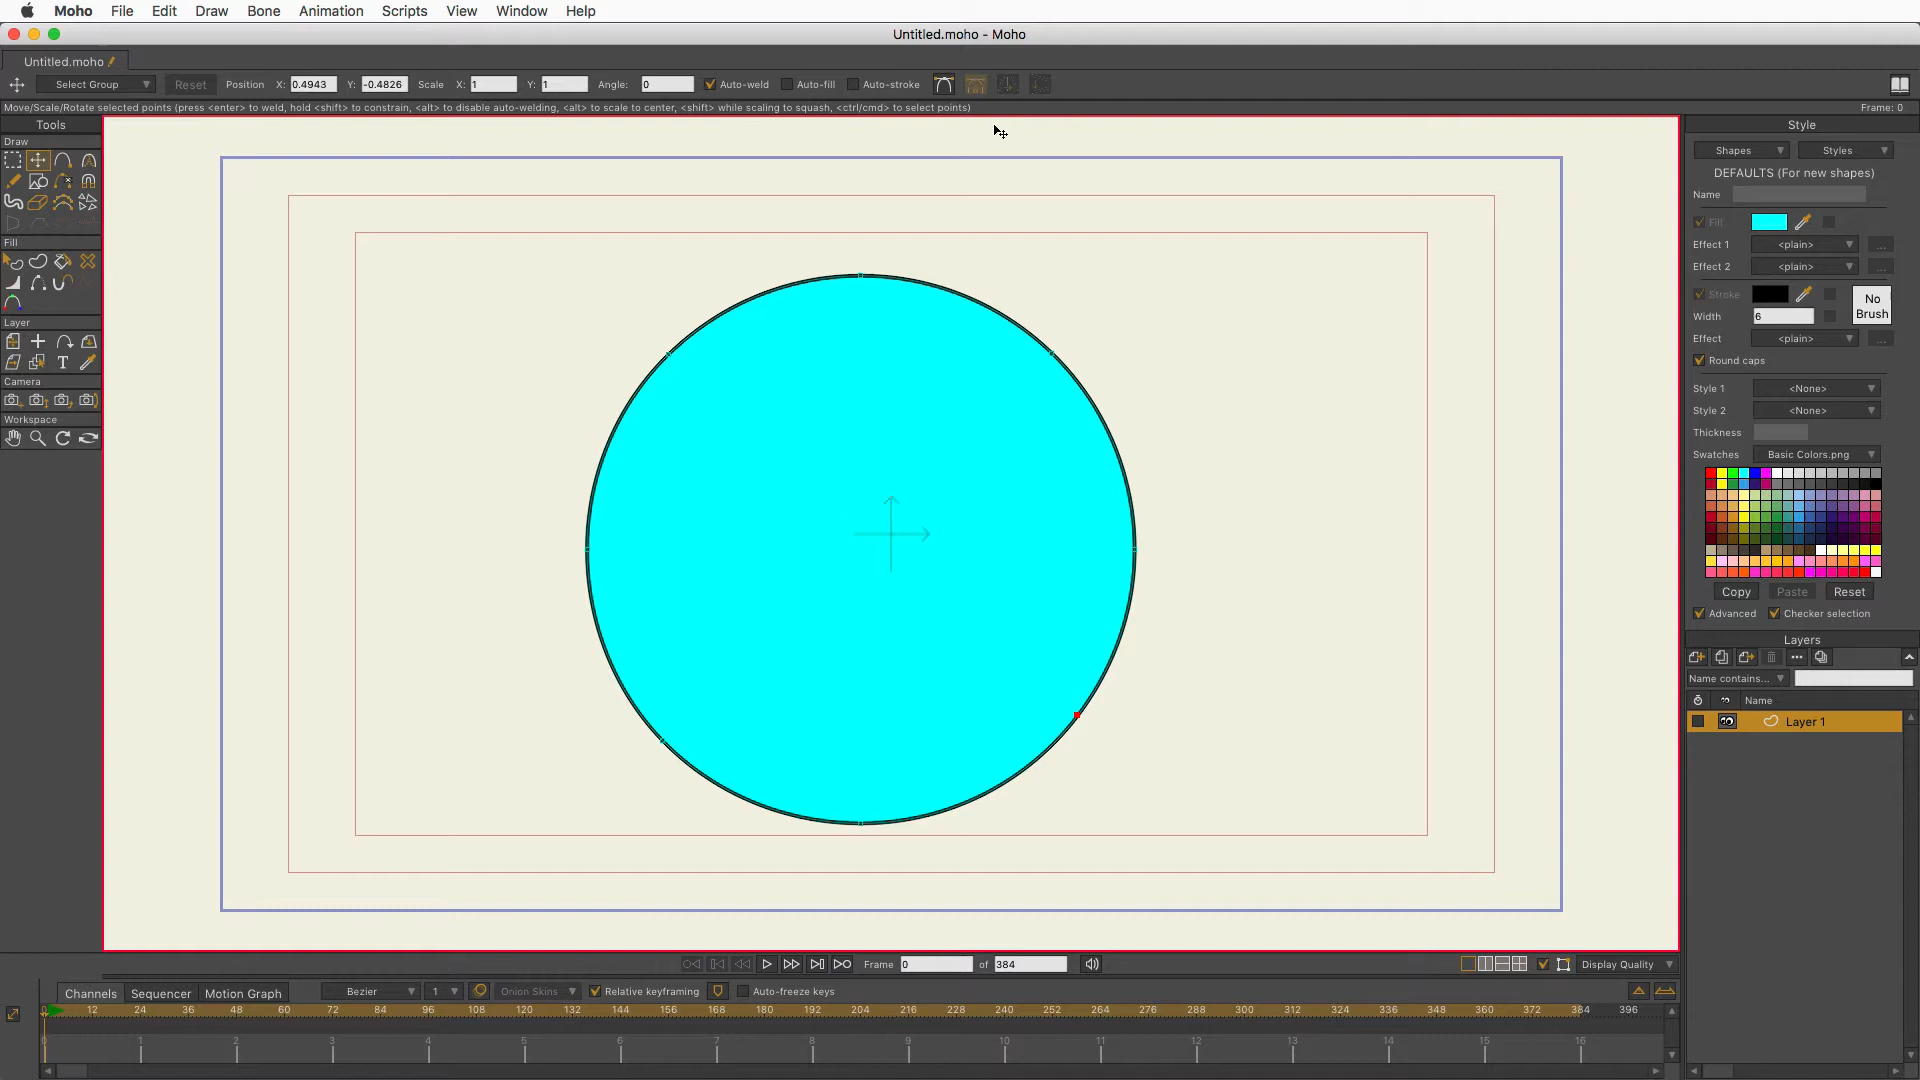 Moho File Edit Draw Bone Animation Scripts View Window Help
Untitled.moho - Moho
Untitled.moho
Select Group Reset Position X: 0.4943 Y: -0.4826 Scale X: 1 Y: 1 Angle: 0 Auto-weld Auto-fill Auto-stroke
Move/Scale/Rotate selected points (press <enter> to weld, hold <shift> to constrain, <alt> to disable auto-welding, <alt> to scale to center, <shift> while scaling to squash, <ctrl/cmd> to select points) Frame: 0
Tools
Draw
Fill
Layer
Camera
Workspace
Style
Shapes Styles
DEFAULTS (For new shapes)
Name
Fill
Effect 1 <plain> ...
Effect 2 <plain> ...
Stroke No Brush
Width 6
Effect <plain> ...
Round caps
Style 1 <None>
Style 2 <None>
Thickness
Swatches Basic Colors.png
Copy Paste Reset
Advanced Checker selection
Layers
Name contains...
Name
Layer 1
Frame 0 of 384 Display Quality
Channels Sequencer Motion Graph Bezier 1 Onion Skins Relative keyframing Auto-freeze keys
0 12 24 36 48 60 72 84 96 108 120 132 144 156 168 180 192 204 216 228 240 252 264 276 288 300 312 324 336 348 360 372 384 396
0 1 2 3 4 5 6 7 8 9 10 11 12 13 14 15 16